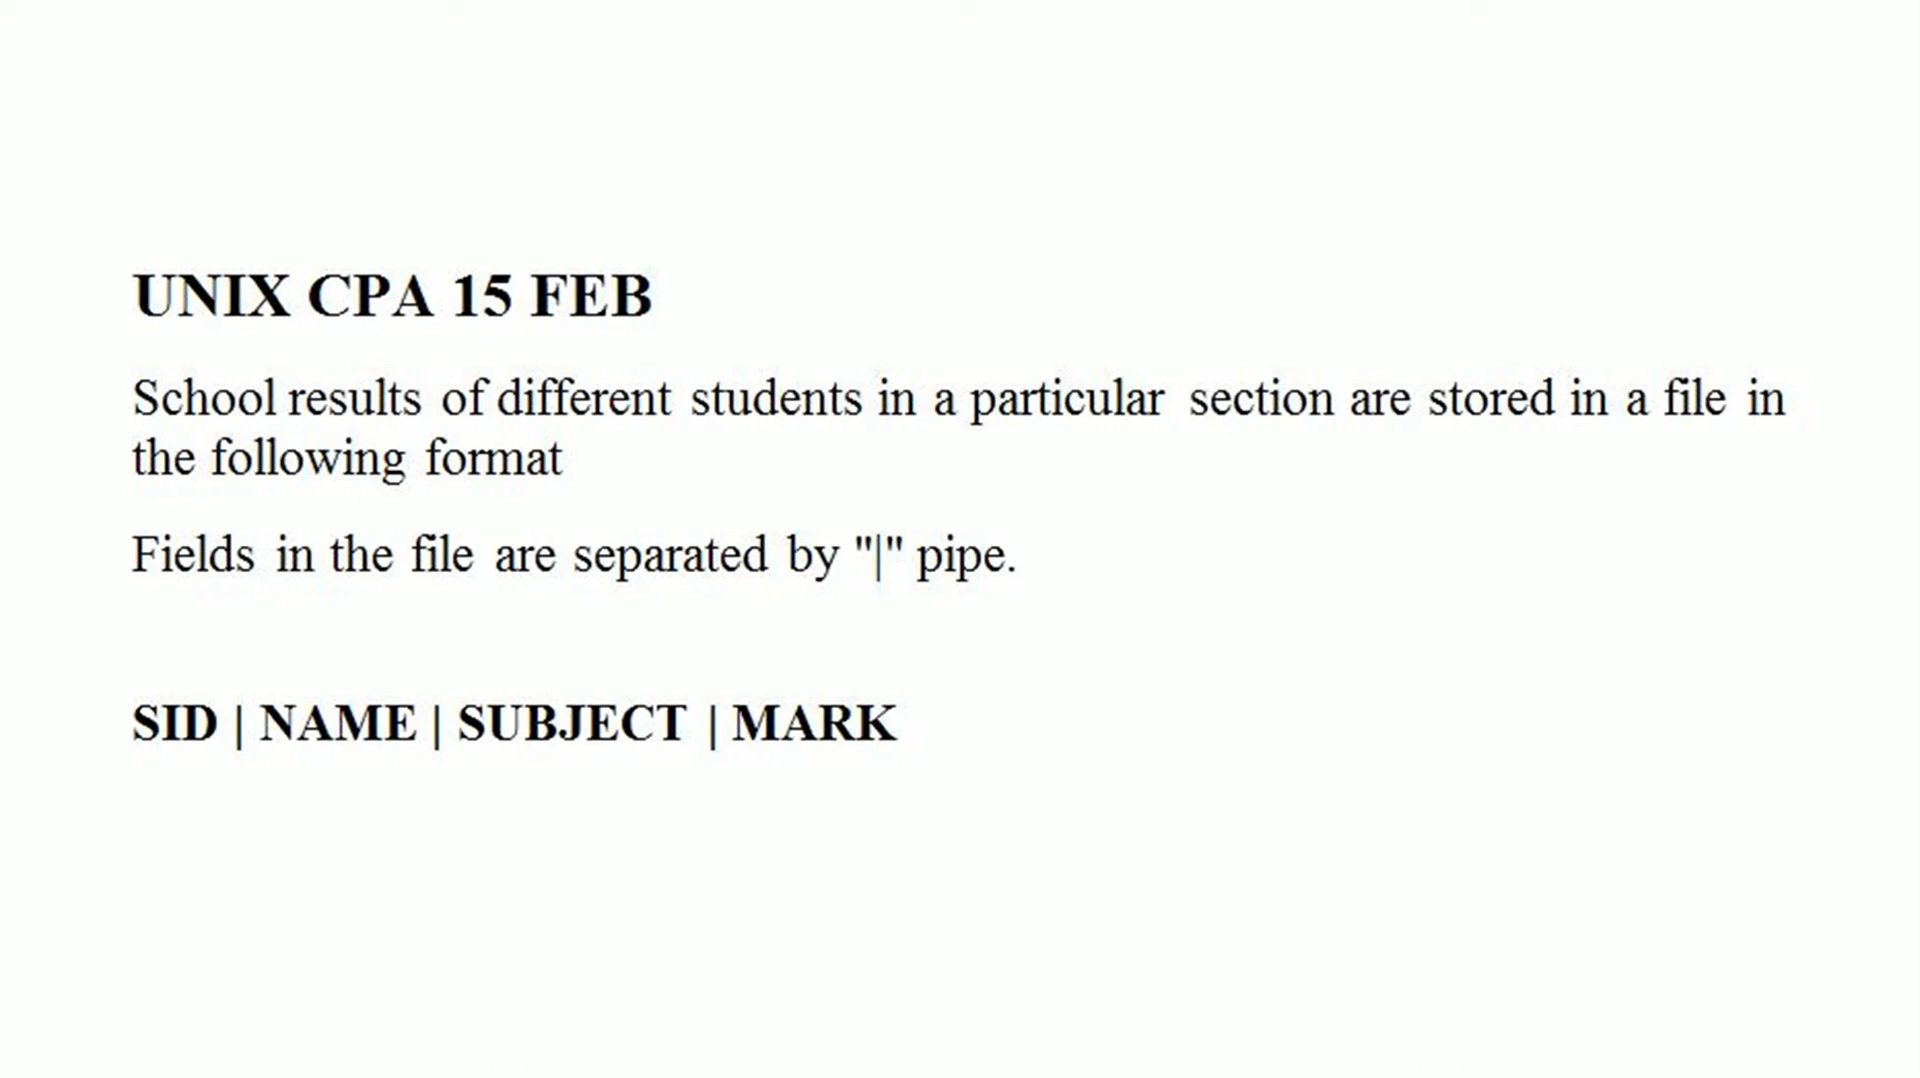 UNIX CPA 15 FEB
School results of different students in a particular section are stored in a file in
the following format
Fields in the file are separated by "|" pipe.
SID | NAME | SUBJECT | MARK